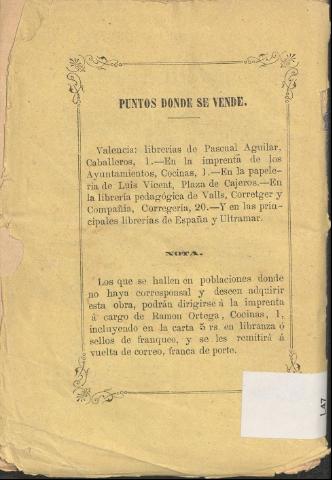 PUNTOS DONDE SE VENDE.
Valencia: librerías de Pascual Aguilar,
Caballeros, 1.—En la imprenta de los
Ayuntamientos, Cocinas, 1.—En la papele-
ría de Luis Vicent, Plaza de Cajeros.—En
la librería pedagógica de Valls, Corretger y
Compañía, Corregería, 20.—Y en las prin-
cipales librerías de España y Ultramar.
NOTA.
Los que se hallen en poblaciones donde
no haya corresponsal y deseen adquirir
esta obra, podrán dirigirse á la imprenta
á cargo de Ramon Ortega, Cocinas, 1,
incluyendo en la carta 5 rs. en libranza ó
sellos de franqueo, y se les remitirá á
vuelta de correo, franca de porte.